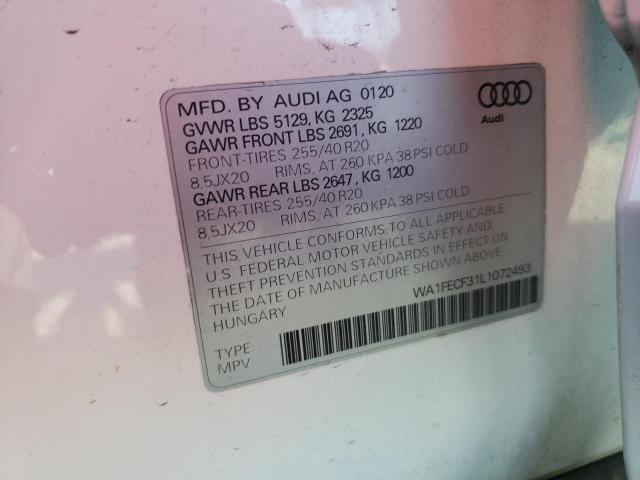 MFD. BY AUDI AG 0120
GVWR LBS 5129, KG 2325
GAWR FRONT LBS 2691, KG 1220
FRONT-TIRES 255/40 R20
8,5JX20 RIMS, AT 260 KPA 38 PSI COLD
GAWR REAR LBS 2647, KG 1200
REAR-TIRES 255/40 R20
8,5JX20 RIMS, AT 260 KPA 38 PSI COLD
Audi
THIS VEHICLE CONFORMS TO ALL APPLICABLE
U.S FEDERAL MOTOR VEHICLE SAFETY AND
THEFT PREVENTION STANDARDS IN EFFECT ON
THE DATE OF MANUFACTURE SHOWN ABOVE
HUNGARY
WA1FECF31L1072493
TYPE
MPV